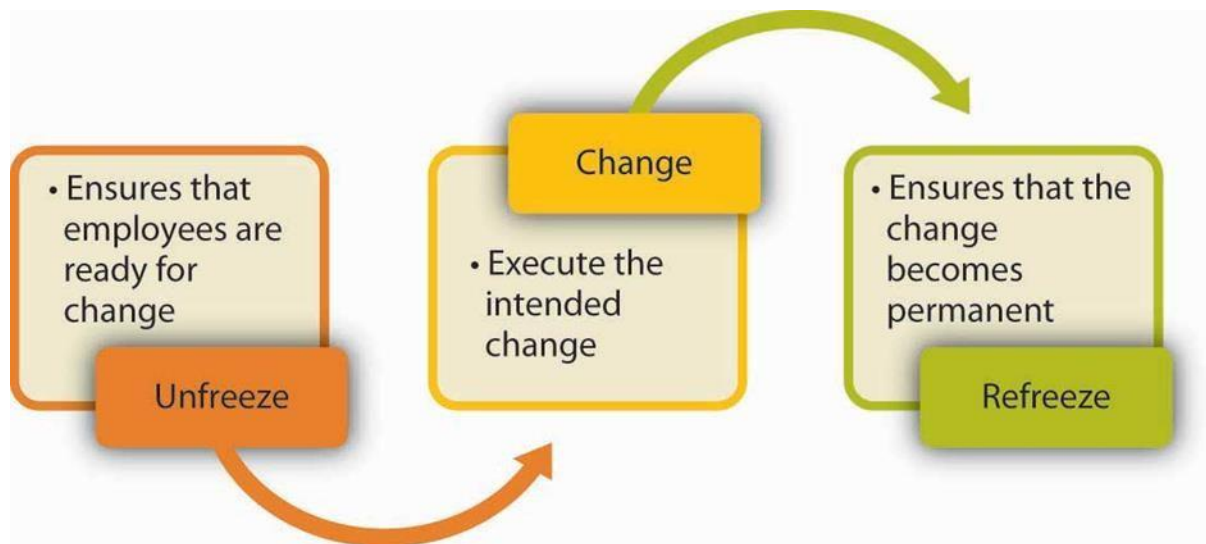 • Ensures that
employees are
ready for
change
Unfreeze
Change
• Execute the
intended
change
• Ensures that the
change
becomes
permanent
Refreeze